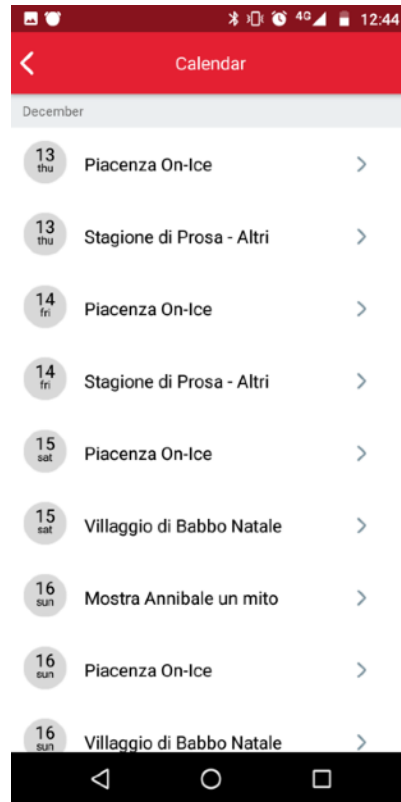 4G 12:44
Calendar
December
13
thu
Piacenza On-Ice
13
thu
Stagione di Prosa - Altri
14
fri
Piacenza On-Ice
14
fri
Stagione di Prosa - Altri
15
sat
Piacenza On-Ice
15
sat
Villaggio di Babbo Natale
16
sun
Mostra Annibale un mito
16
sun
Piacenza On-Ice
16
sun
Villaggio di Babbo Natale